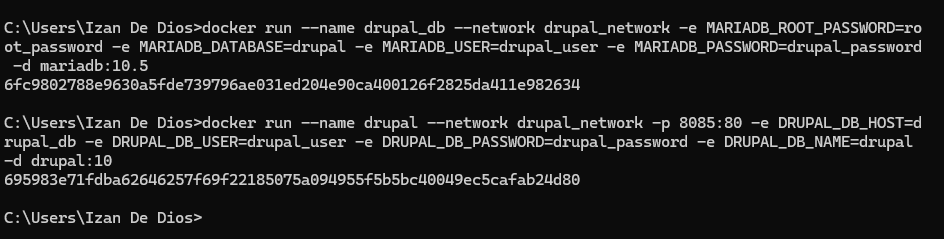 C:\Users\Izan De Dios>docker run --name drupal_db --network drupal_network -e MARIADB_ROOT_PASSWORD=ro
ot_password -e MARIADB_DATABASE=drupal -e MARIADB_USER=drupal_user -e MARIADB_PASSWORD=drupal_password
-d mariadb:10.5
6fc9802788e9630a5fde739796ae031ed204e90ca400126f2825da411e982634
C:\Users\Izan De Dios>docker run --name drupal --network drupal_network -p 8085:80 -e DRUPAL_DB_HOST=d
rupal_db -e DRUPAL_DB_USER=drupal_user -e DRUPAL_DB_PASSWORD=drupal_password -e DRUPAL_DB_NAME=drupal
-d drupal:10
695983e71fdba62646257f69f22185075a094955f5b5bc40049ec5cafab24d80
C:\Users\Izan De Dios>